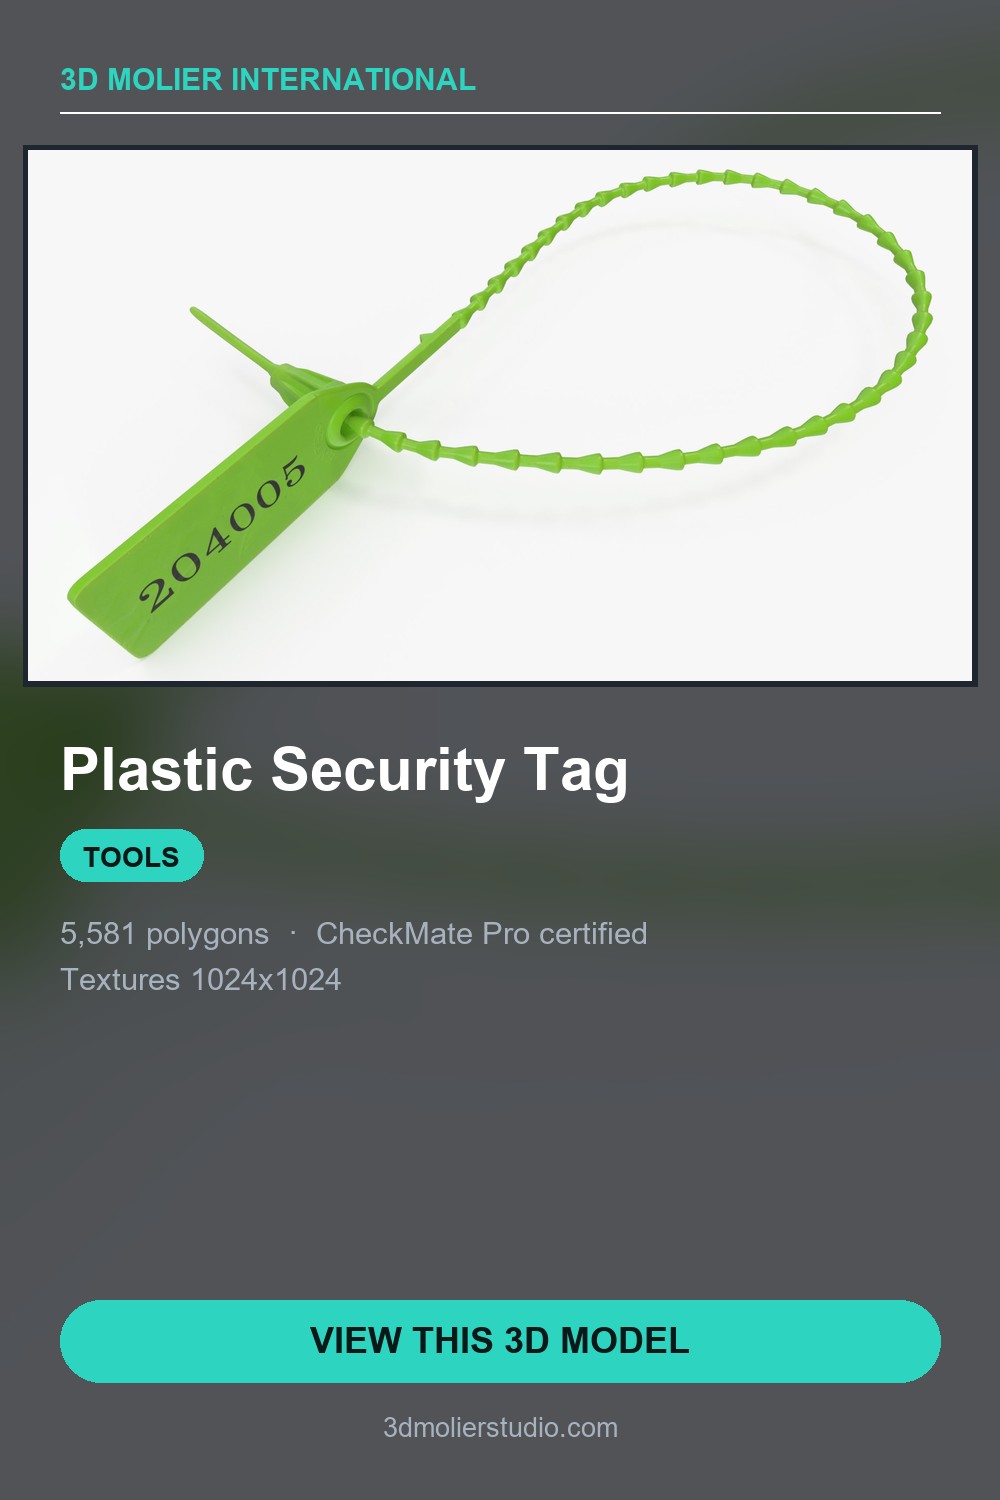 3D MOLIER INTERNATIONAL
204005
Plastic Security Tag
TOOLS
5,581 polygons · CheckMate Pro certified
Textures 1024x1024
VIEW THIS 3D MODEL
3dmolierstudio.com